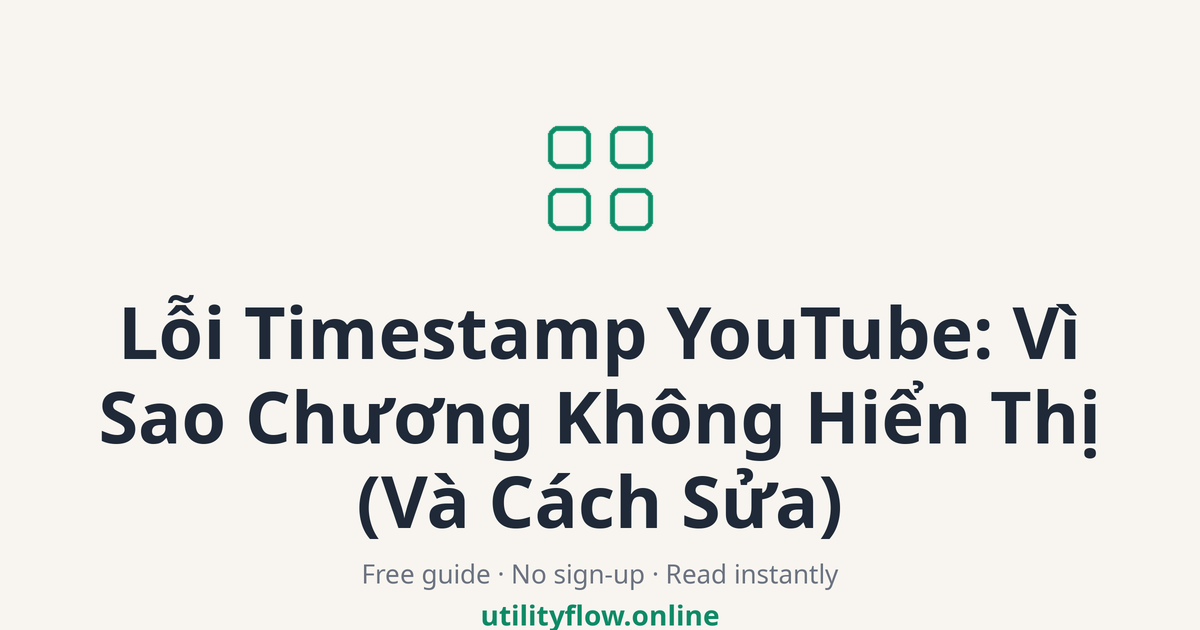 Lỗi Timestamp YouTube: Vì
Sao Chương Không Hiển Thị
(Và Cách Sửa)
Free guide · No sign-up · Read instantly
utilityflow.online